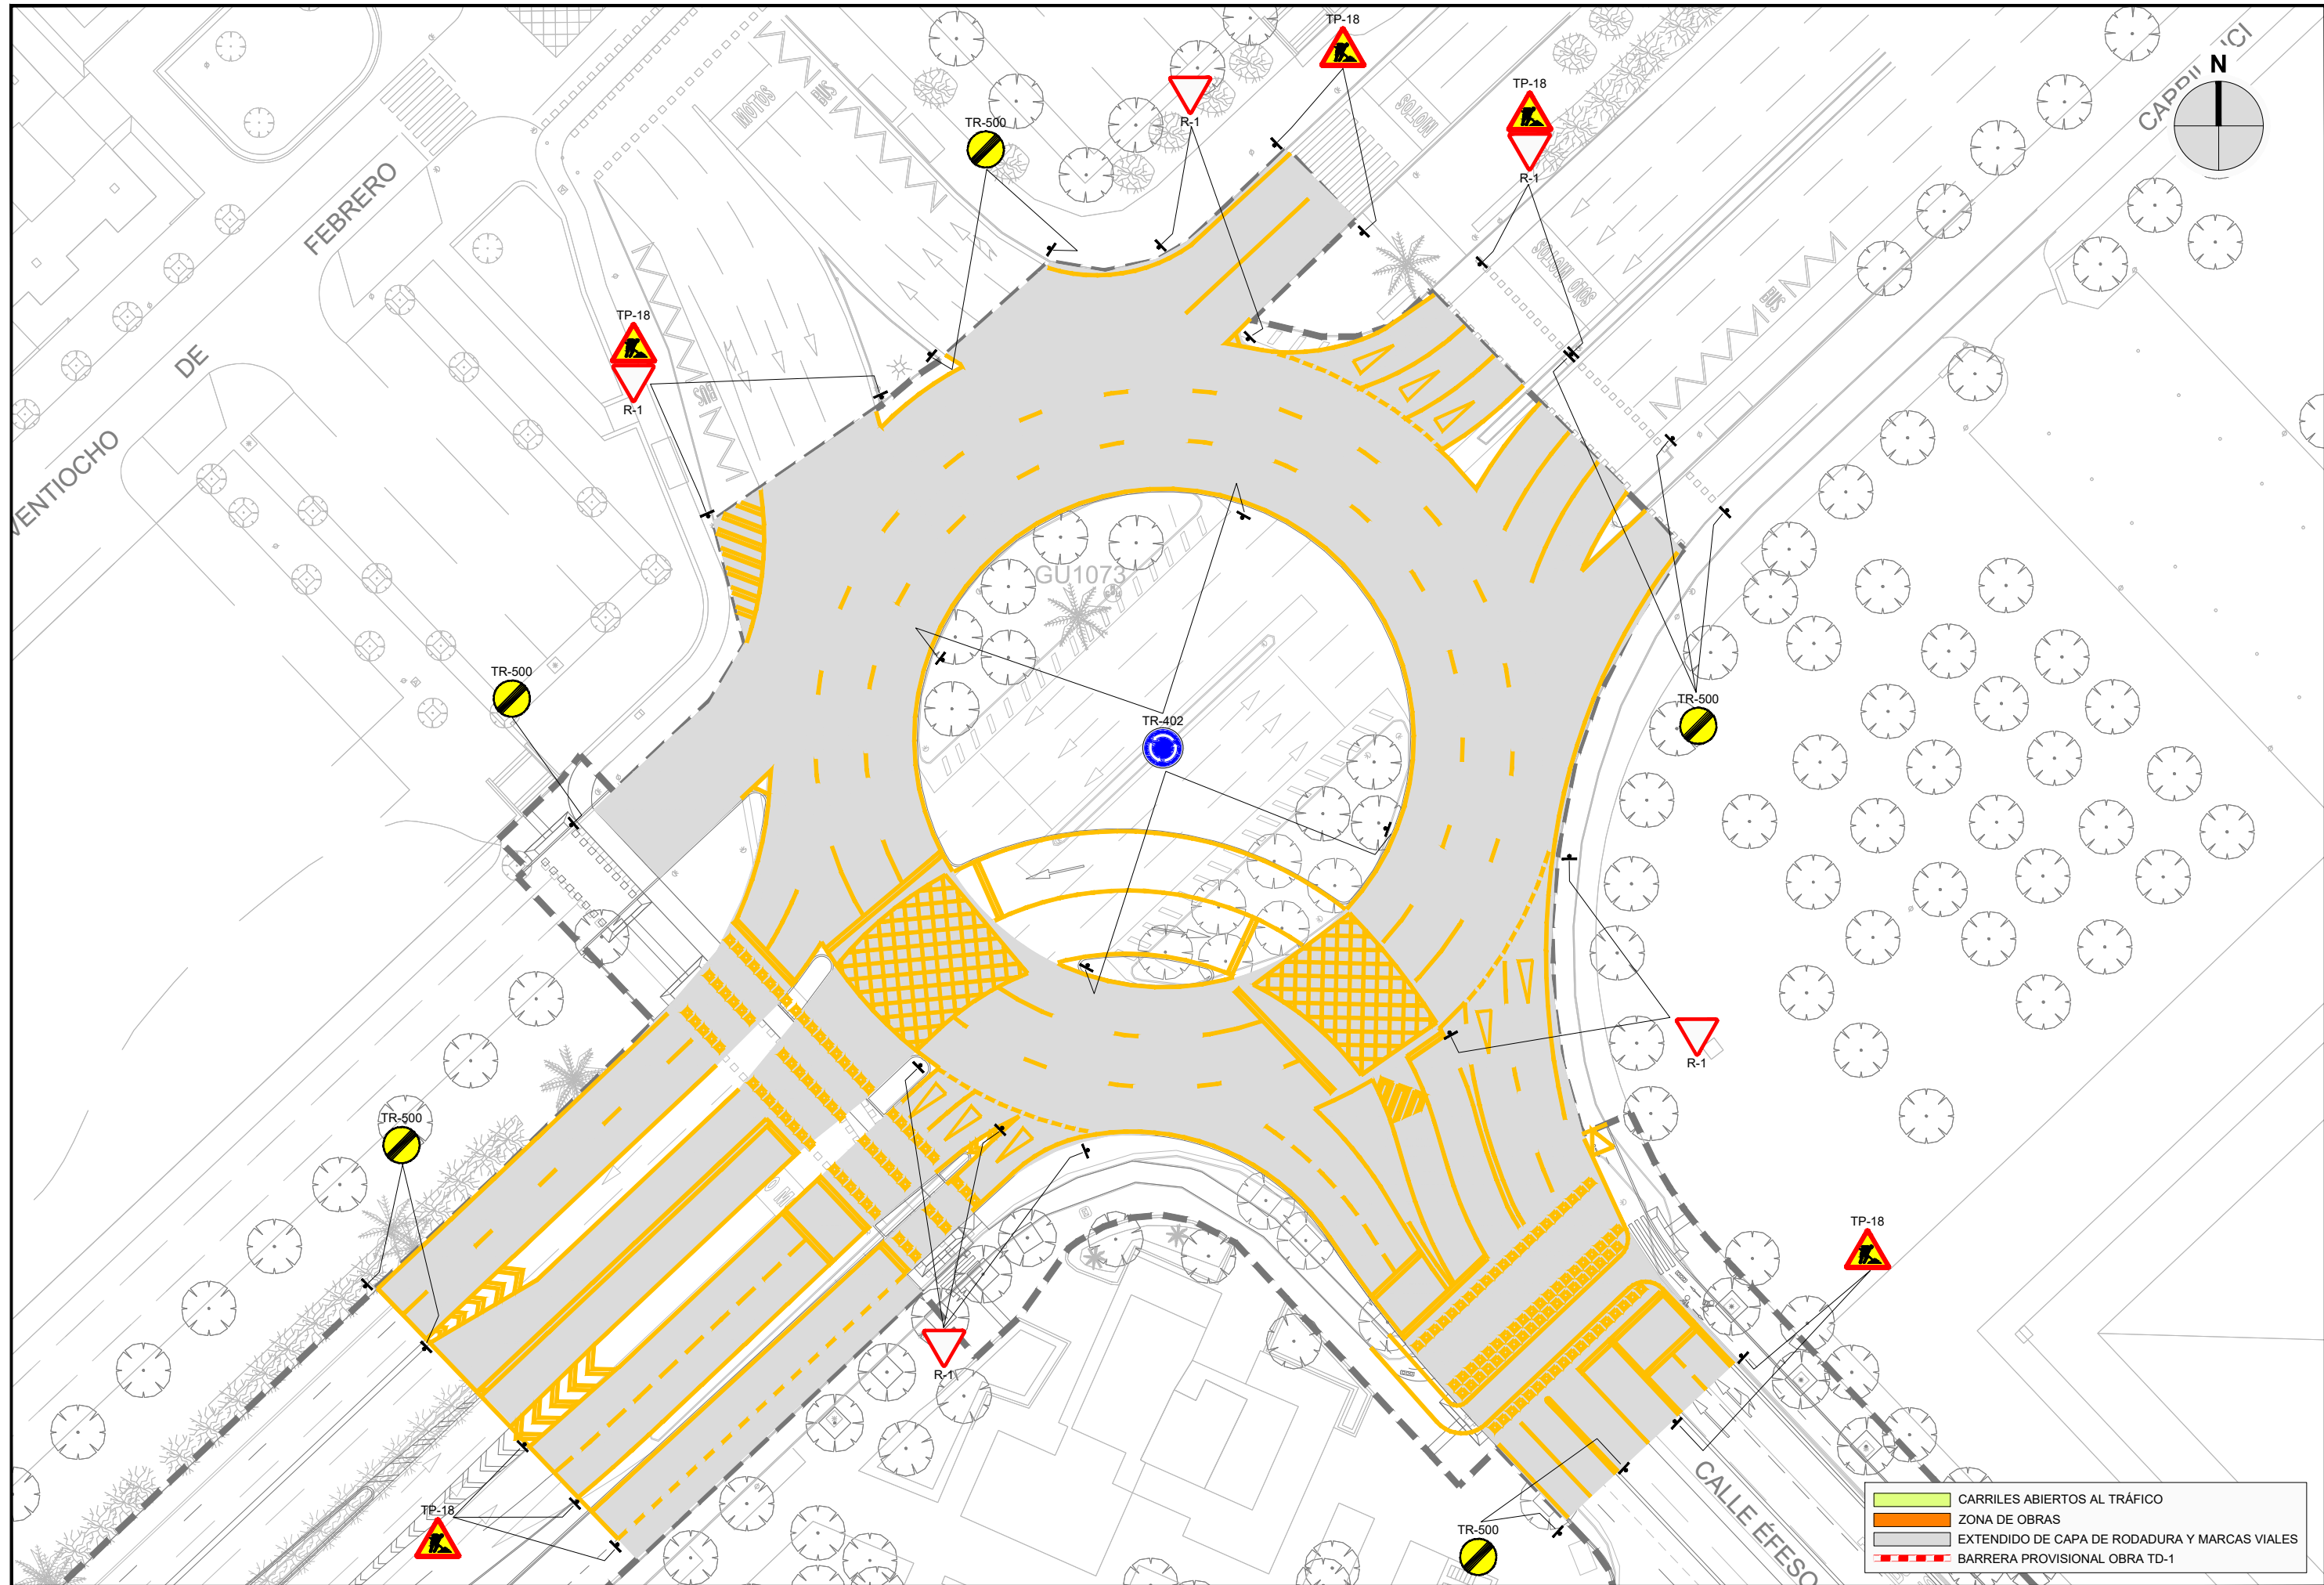 TP-18
N
CARRIL
TP-18
R-1
MOTOS
BUS
MOTOS
TR-500
R-1
FEBRERO
SOLO MOTOS
BUS
TP-18
R-1
DE
BUS
VENTIOCHO
GU1073
TR-500
TR-500
TR-402
R-1
TR-500
TP-18
R-1
CALLE ÉFESO
TP-18
TR-500
CARRILES ABIERTOS AL TRÁFICO
ZONA DE OBRAS
EXTENDIDO DE CAPA DE RODADURA Y MARCAS VIALES
BARRERA PROVISIONAL OBRA TD-1